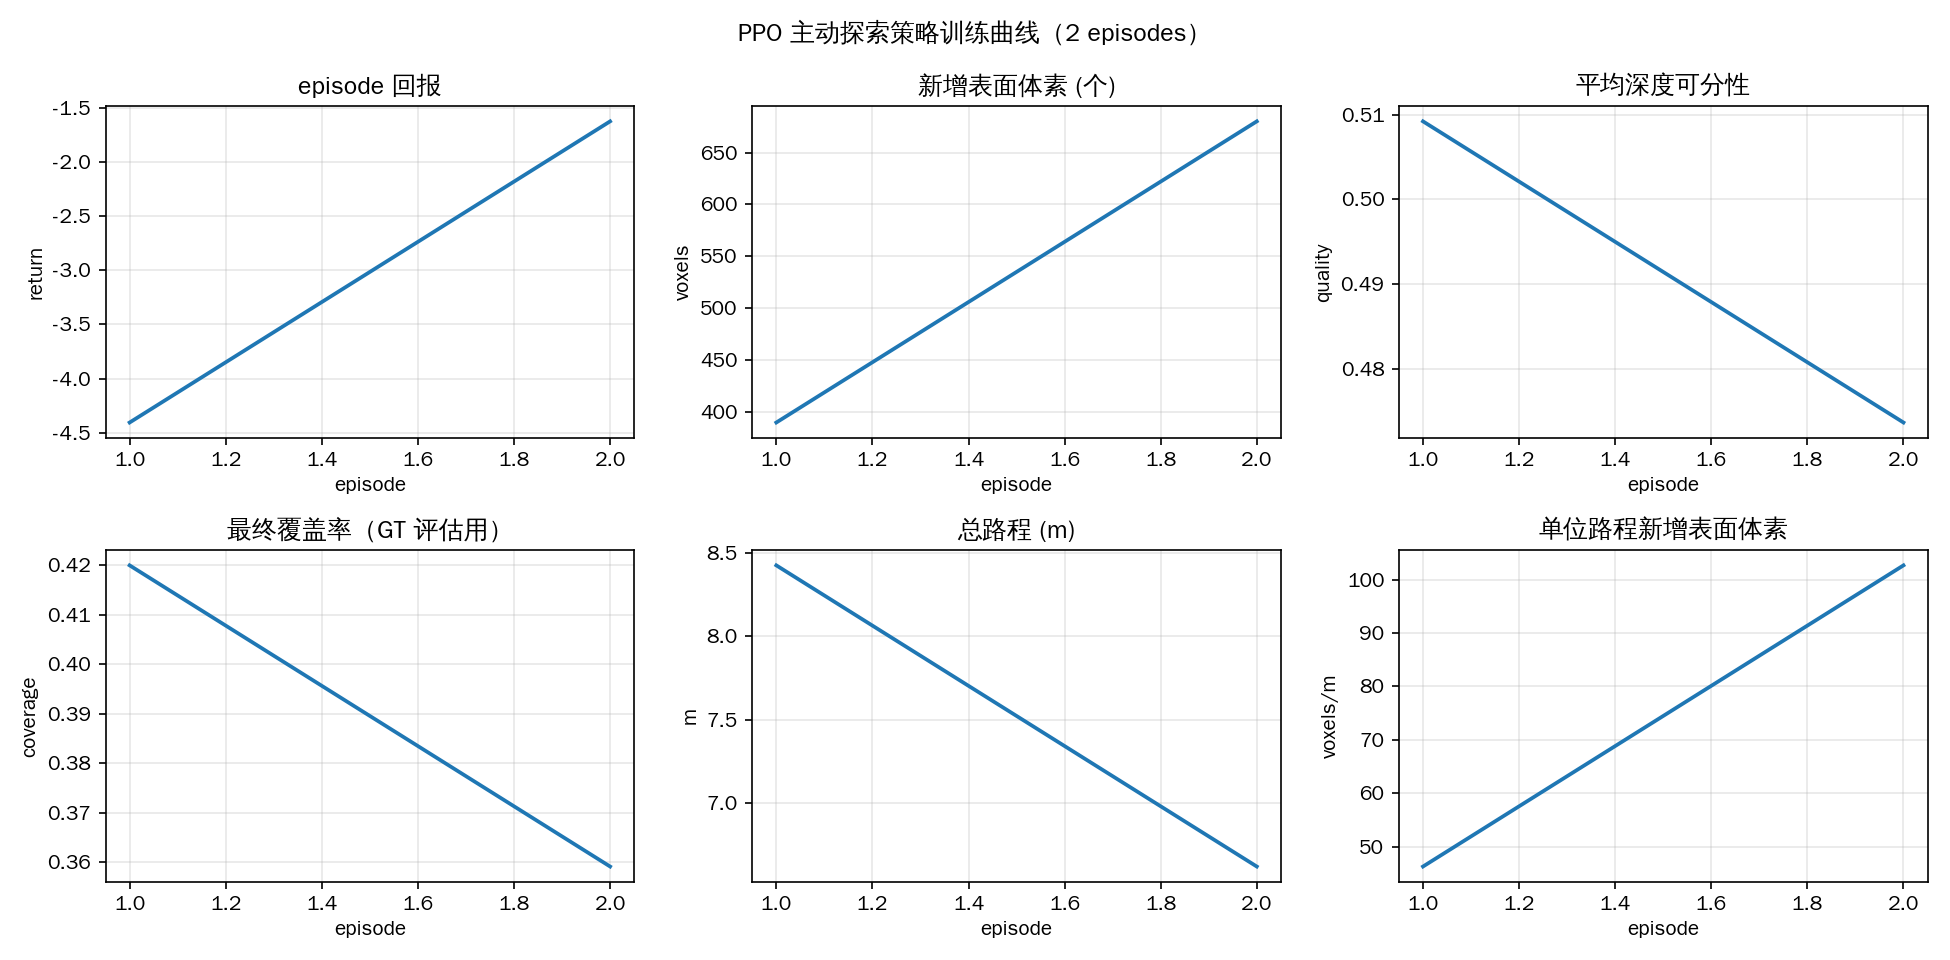 PPO 主动探索策略训练曲线（2 episodes）
episode 回报
-1.5
-2.0
-2.5
-3.0
-3.5
-4.0
-4.5
return
1.0 1.2 1.4 1.6 1.8 2.0
episode
新增表面体素 (个)
650
600
550
500
450
400
voxels
1.0 1.2 1.4 1.6 1.8 2.0
episode
平均深度可分性
0.51
0.50
0.49
0.48
quality
1.0 1.2 1.4 1.6 1.8 2.0
episode
最终覆盖率（GT 评估用）
0.42
0.41
0.40
0.39
0.38
0.37
0.36
coverage
1.0 1.2 1.4 1.6 1.8 2.0
episode
总路程 (m)
8.5
8.0
7.5
7.0
m
1.0 1.2 1.4 1.6 1.8 2.0
episode
单位路程新增表面体素
100
90
80
70
60
50
voxels/m
1.0 1.2 1.4 1.6 1.8 2.0
episode